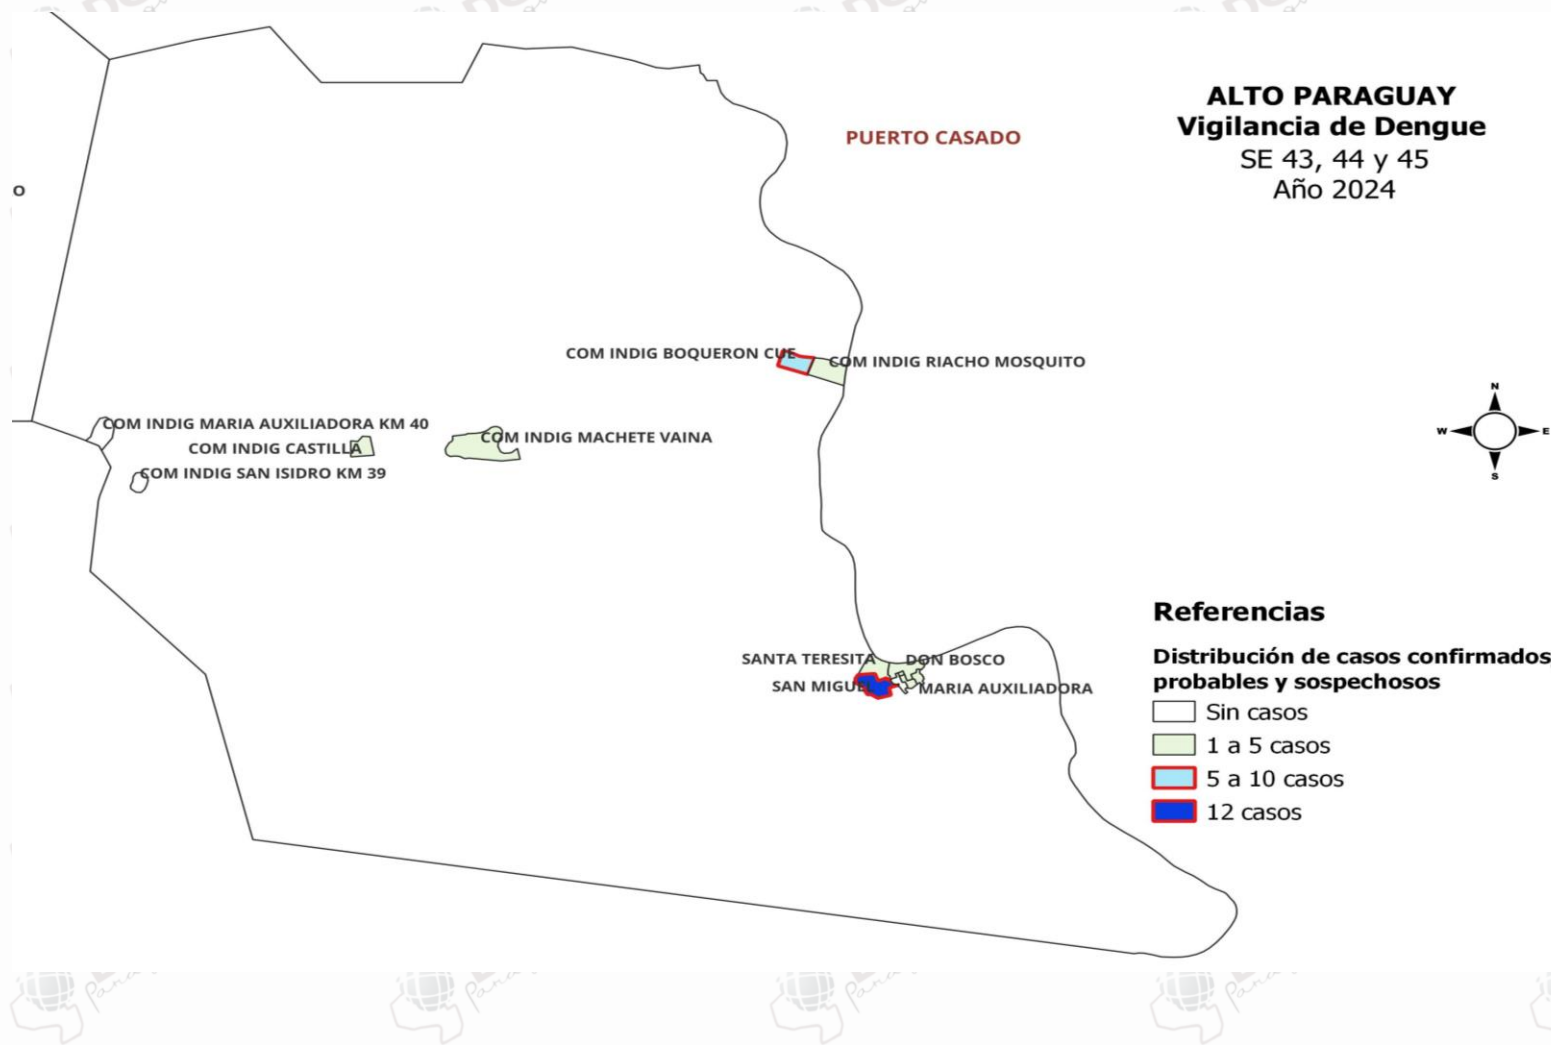 ALTO PARAGUAY
Vigilancia de Dengue
SE 43, 44 y 45
Año 2024
PUERTO CASADO
O
COM INDIG BOQUERON CUE
COM INDIG RIACHO MOSQUITO
COM INDIG MARIA AUXILIADORA KM 40
COM INDIG MACHETE VAINA
COM INDIG CASTILLA
COM INDIG SAN ISIDRO KM 39
N
W E
S
SANTA TERESITA
DON BOSCO
SAN MIGUEL
MARIA AUXILIADORA
Referencias
Distribución de casos confirmados
probables y sospechosos
Sin casos
1 a 5 casos
5 a 10 casos
12 casos